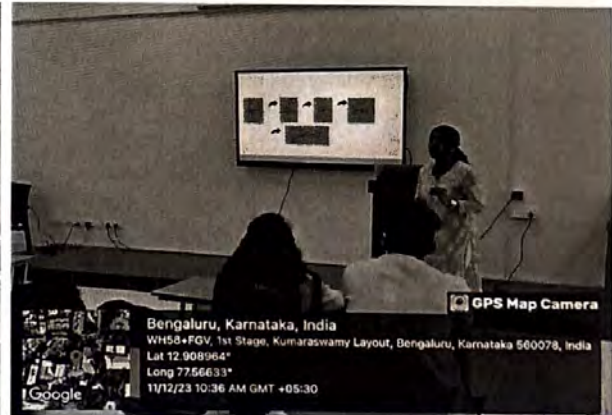 GPS Map Camera
Bengaluru, Karnataka, India
WH58+FGV, 1st Stage, Kumaraswamy Layout, Bengaluru, Karnataka 560078, India
Lat 12.908964°
Long 77.56633°
11/12/23 10:36 AM GMT +05:30
Google